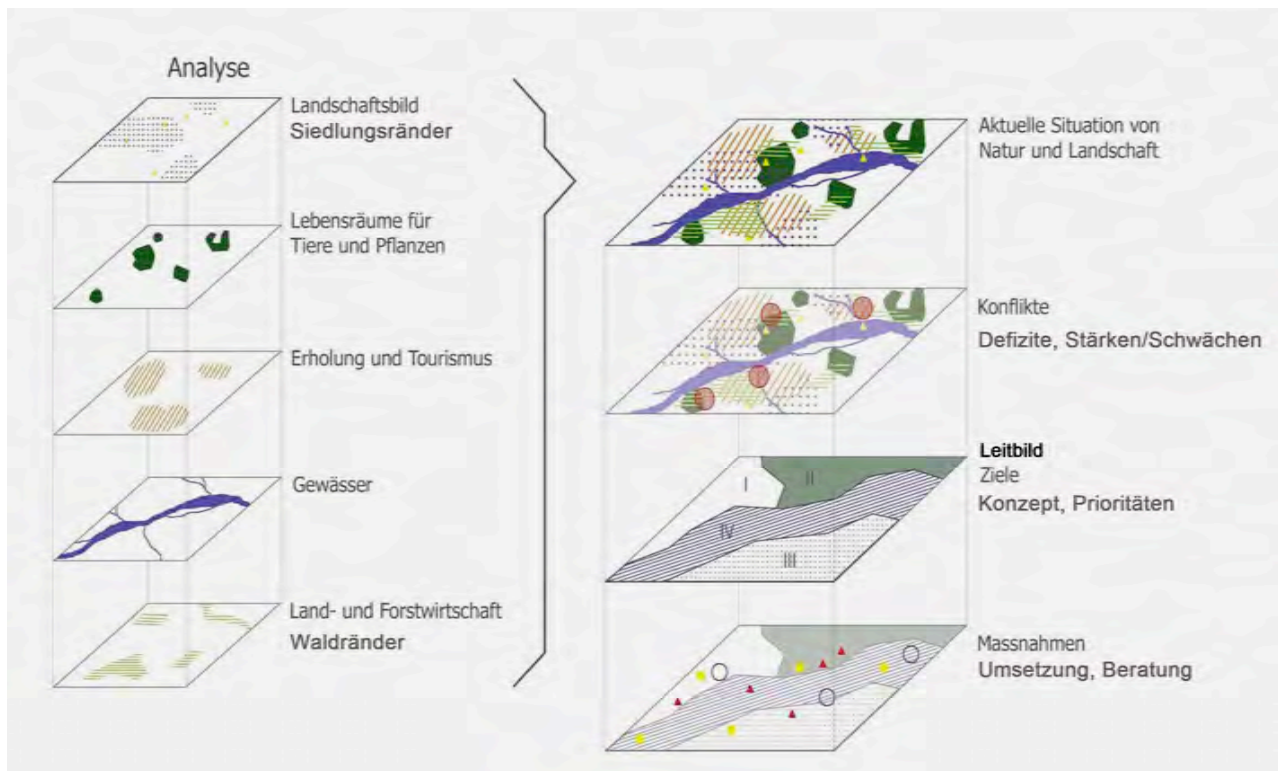 Analyse
Landschaftsbild
Siedlungsränder
Lebensräume für
Tiere und Pflanzen
Erholung und Tourismus
Gewässer
Land- und Forstwirtschaft
Waldränder
Aktuelle Situation von
Natur und Landschaft
Konflikte
Defizite, Stärken/Schwächen
Leitbild
Ziele
Konzept, Prioritäten
I
II
IV
III
Massnahmen
Umsetzung, Beratung